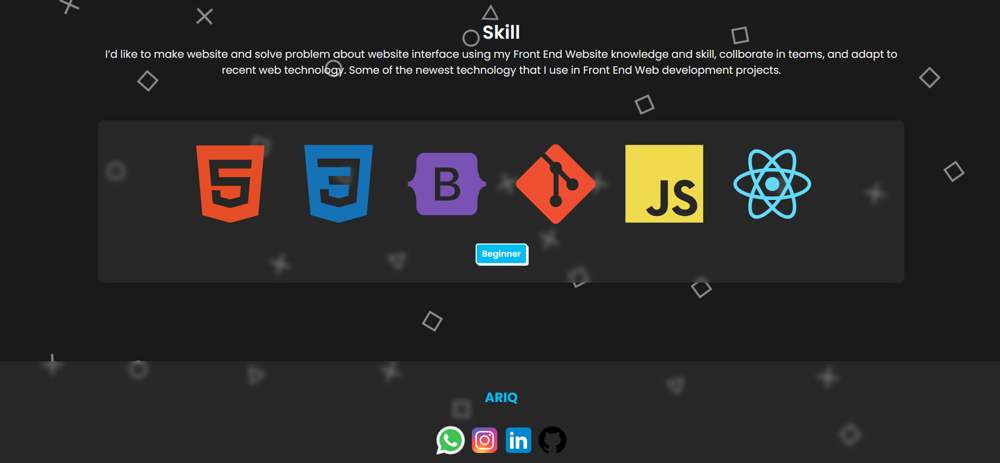 Skill
I’d like to make website and solve problem about website interface using my Front End Website knowledge and skill, collborate in teams, and adapt to
recent web technology. Some of the newest technology that I use in Front End Web development projects.
B
JS
Beginner
ARIQ
in